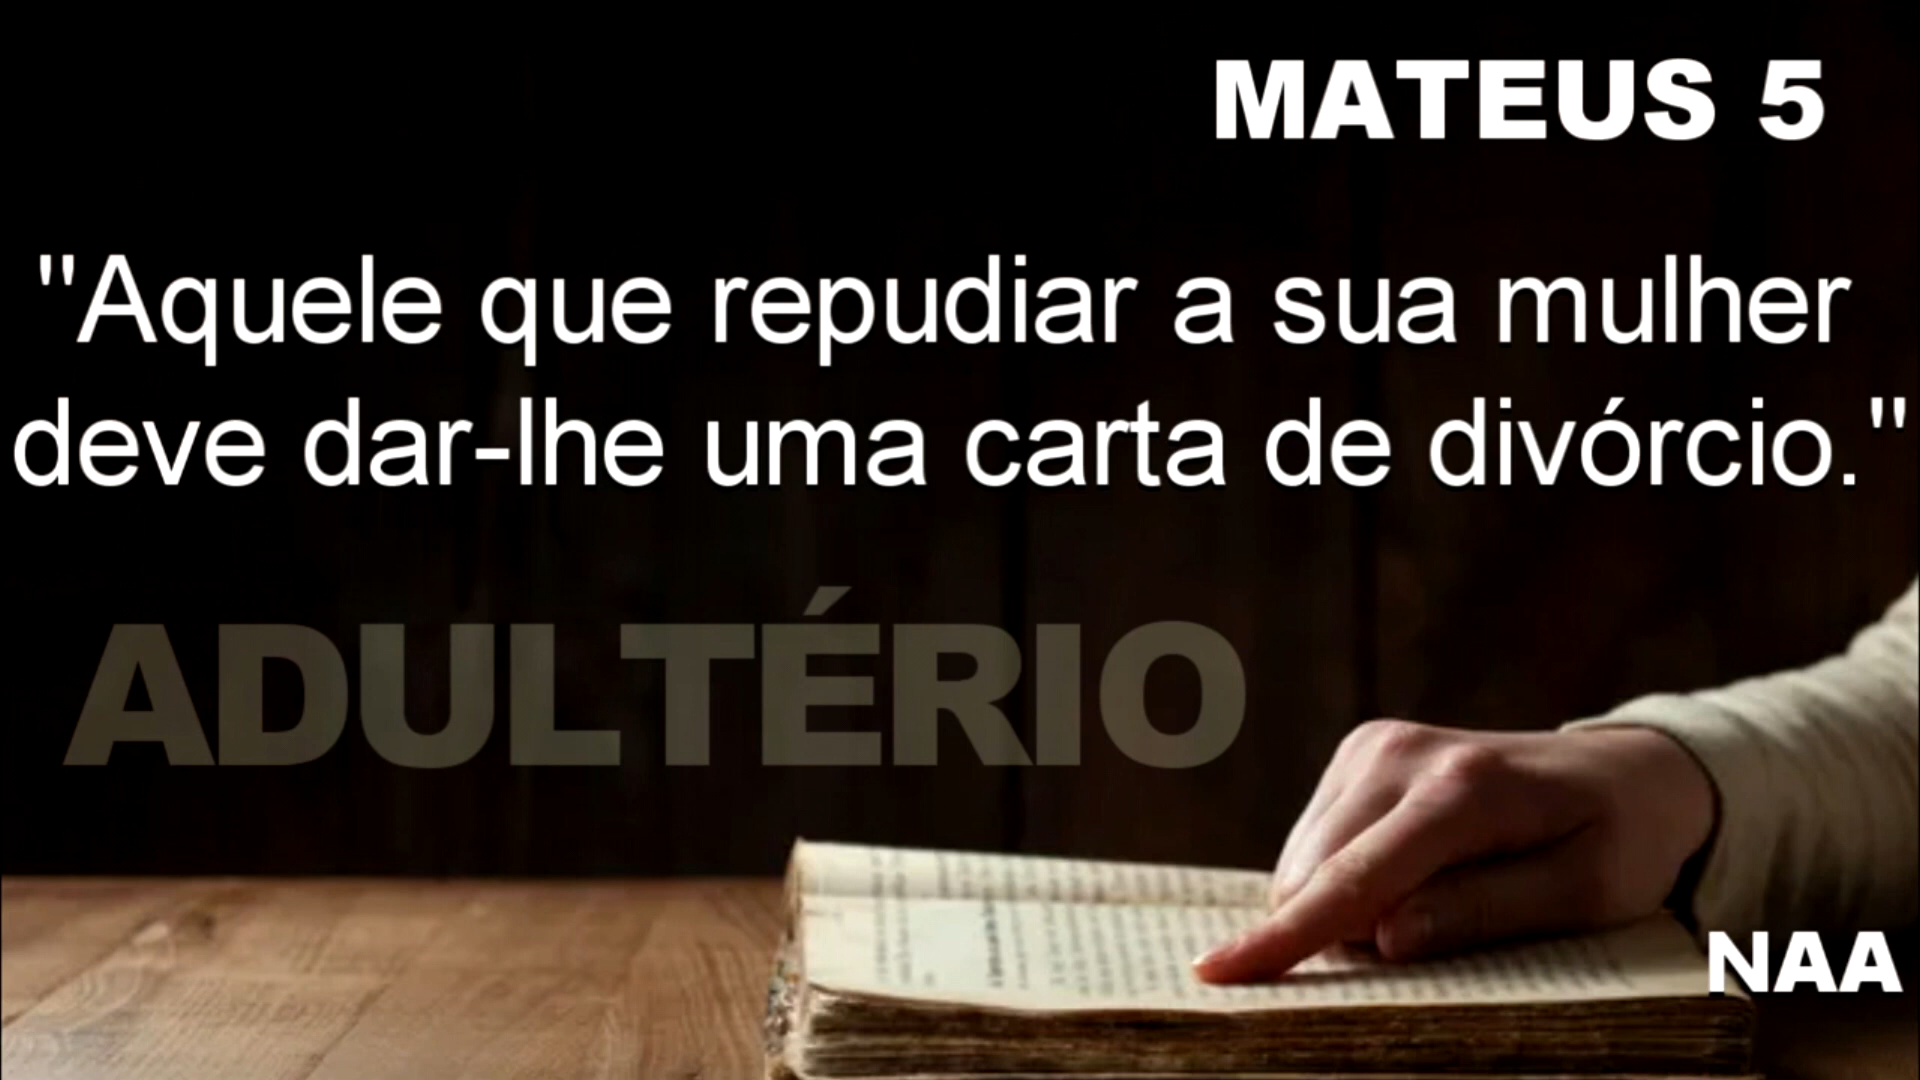 MATEUS 5
"Aquele que repudiar a sua mulher
deve dar-lhe uma carta de divórcio."
ADULTÉRIO
NAA